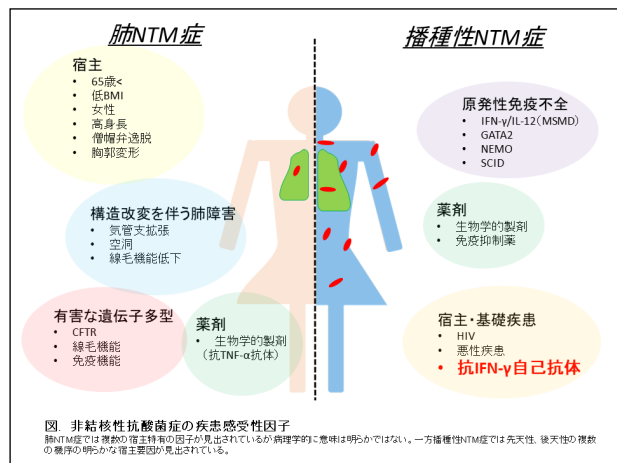 肺NTM症
播種性NTM症
宿主
• 65歳<
• 低BMI
• 女性
• 高身長
• 僧帽弁逸脱
• 胸郭変形
構造改変を伴う肺障害
• 気管支拡張
• 空洞
• 線毛機能低下
有害な遺伝子多型
• CFTR
• 線毛機能
• 免疫機能
薬剤
• 生物学的製剤
(抗TNF-α抗体)
原発性免疫不全
• IFN-γ/IL-12(MSMD)
• GATA2
• NEMO
• SCID
薬剤
• 生物学的製剤
• 免疫抑制薬
宿主・基礎疾患
• HIV
• 悪性疾患
• 抗IFN-γ自己抗体
図. 非結核性抗酸菌症の疾患感受性因子
肺NTM症では複数の宿主特有の因子が見出されているが病理学的に意味は明らかではない。一方播種性NTM症では先天性、後天性の複数
の機序の明らかな宿主要因が見出されている。